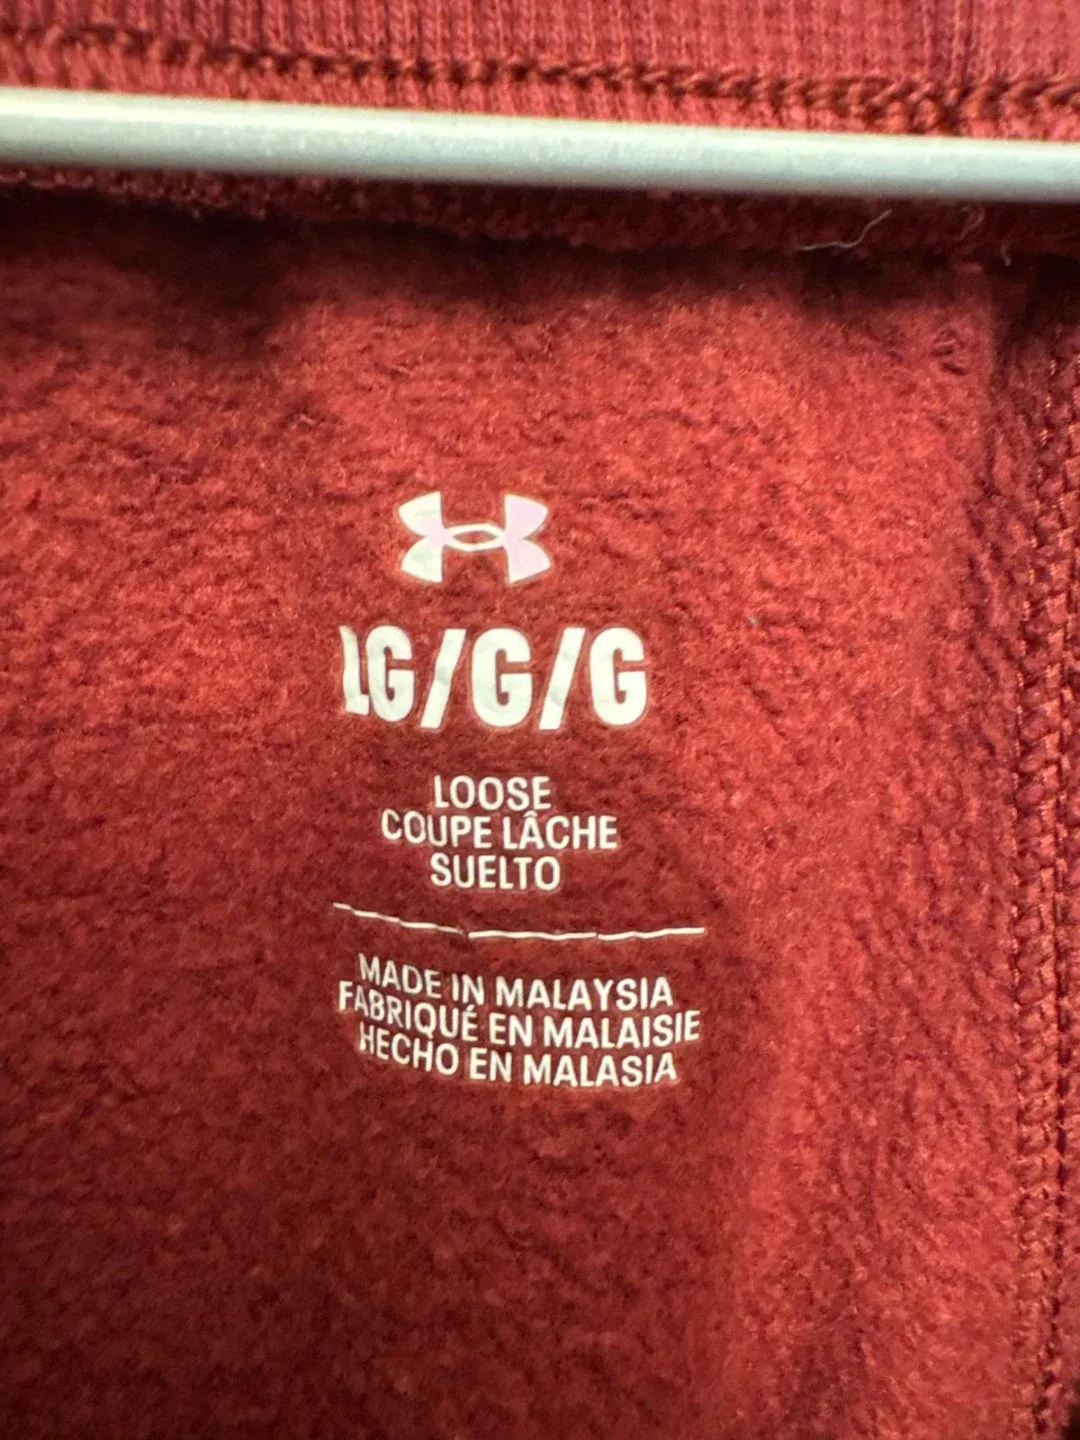 LG/G/G
LOOSE
COUPE LÂCHE
SUELTO
MADE IN MALAYSIA
FABRIQUÉ EN MALAISIE
HECHO EN MALASIA